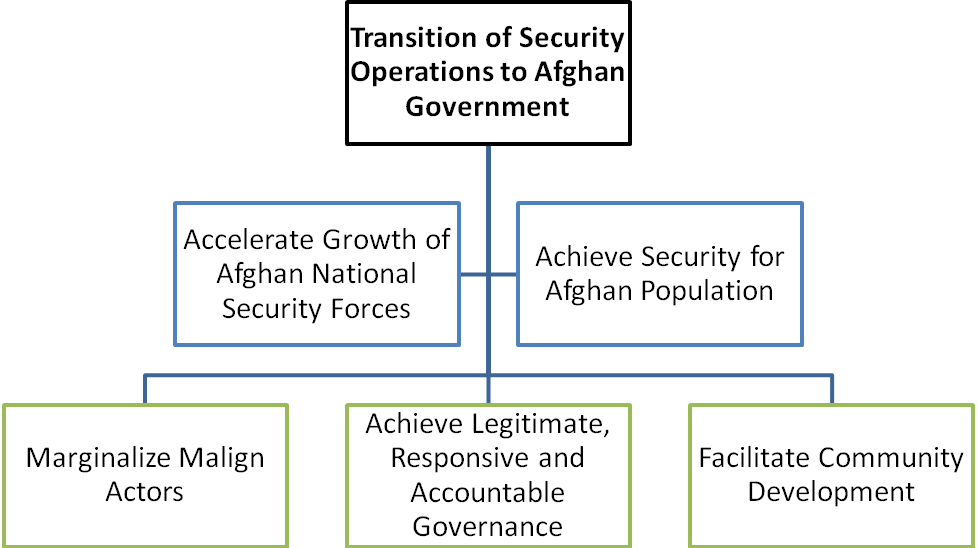 Transition of Security
Operations to Afghan
Government
Accelerate Growth of
Afghan National
Security Forces
Achieve Security for
Afghan Population
Marginalize Malign
Actors
Achieve Legitimate,
Responsive and
Accountable
Governance
Facilitate Community
Development